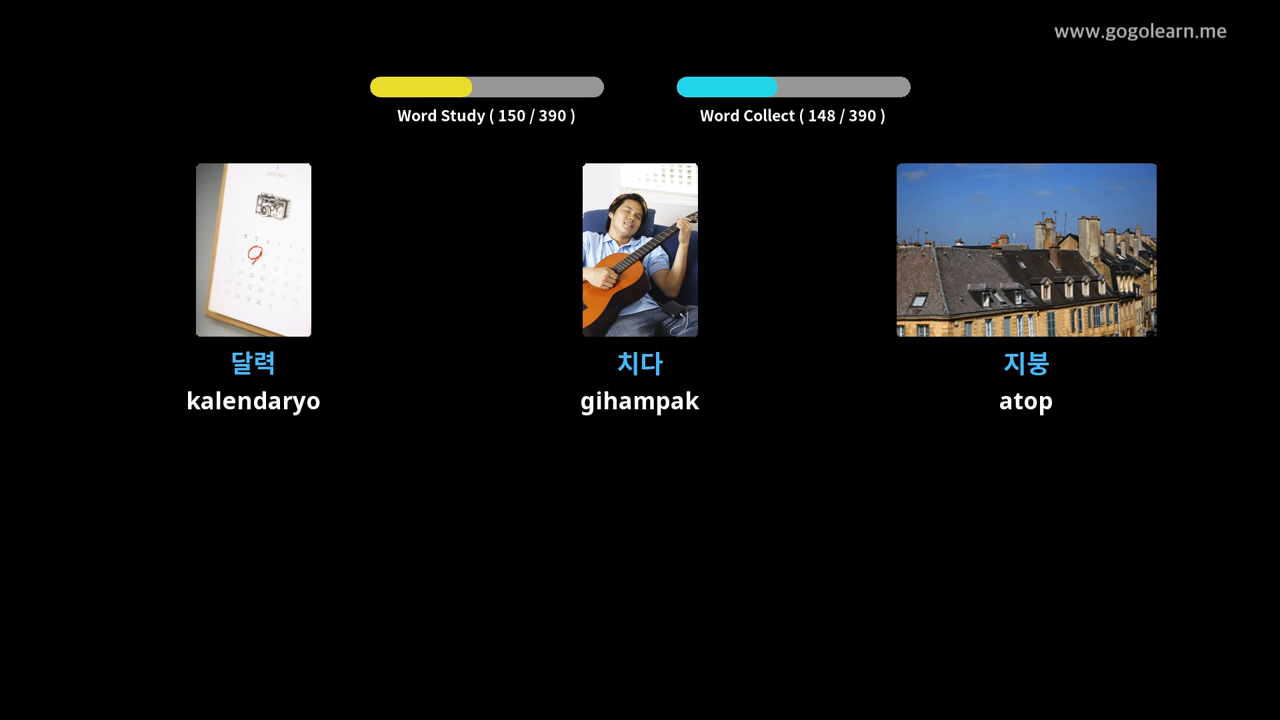 www.gogolearn.me
Word Study ( 150 / 390 )
Word Collect ( 148 / 390 )
달력
치다
지붕
kalendaryo
gihampak
atop